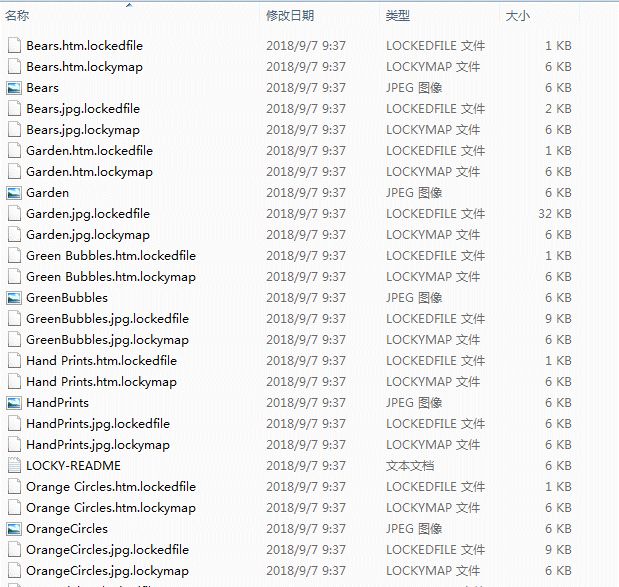 名称 修改日期 类型 大小
Bears.htm.lockedfile 2018/9/7 9:37 LOCKEDFILE 文件 1 KB
Bears.htm.lockymap 2018/9/7 9:37 LOCKYMAP 文件 6 KB
Bears 2018/9/7 9:37 JPEG 图像 6 KB
Bears.jpg.lockedfile 2018/9/7 9:37 LOCKEDFILE 文件 2 KB
Bears.jpg.lockymap 2018/9/7 9:37 LOCKYMAP 文件 6 KB
Garden.htm.lockedfile 2018/9/7 9:37 LOCKEDFILE 文件 1 KB
Garden.htm.lockymap 2018/9/7 9:37 LOCKYMAP 文件 6 KB
Garden 2018/9/7 9:37 JPEG 图像 6 KB
Garden.jpg.lockedfile 2018/9/7 9:37 LOCKEDFILE 文件 32 KB
Garden.jpg.lockymap 2018/9/7 9:37 LOCKYMAP 文件 6 KB
Green Bubbles.htm.lockedfile 2018/9/7 9:37 LOCKEDFILE 文件 1 KB
Green Bubbles.htm.lockymap 2018/9/7 9:37 LOCKYMAP 文件 6 KB
GreenBubbles 2018/9/7 9:37 JPEG 图像 6 KB
GreenBubbles.jpg.lockedfile 2018/9/7 9:37 LOCKEDFILE 文件 9 KB
GreenBubbles.jpg.lockymap 2018/9/7 9:37 LOCKYMAP 文件 6 KB
Hand Prints.htm.lockedfile 2018/9/7 9:37 LOCKEDFILE 文件 1 KB
Hand Prints.htm.lockymap 2018/9/7 9:37 LOCKYMAP 文件 6 KB
HandPrints 2018/9/7 9:37 JPEG 图像 6 KB
HandPrints.jpg.lockedfile 2018/9/7 9:37 LOCKEDFILE 文件 6 KB
HandPrints.jpg.lockymap 2018/9/7 9:37 LOCKYMAP 文件 6 KB
LOCKY-README 2018/9/7 9:37 文本文档 6 KB
Orange Circles.htm.lockedfile 2018/9/7 9:37 LOCKEDFILE 文件 1 KB
Orange Circles.htm.lockymap 2018/9/7 9:37 LOCKYMAP 文件 6 KB
OrangeCircles 2018/9/7 9:37 JPEG 图像 6 KB
OrangeCircles.jpg.lockedfile 2018/9/7 9:37 LOCKEDFILE 文件 9 KB
OrangeCircles.jpg.lockymap 2018/9/7 9:37 LOCKYMAP 文件 6 KB